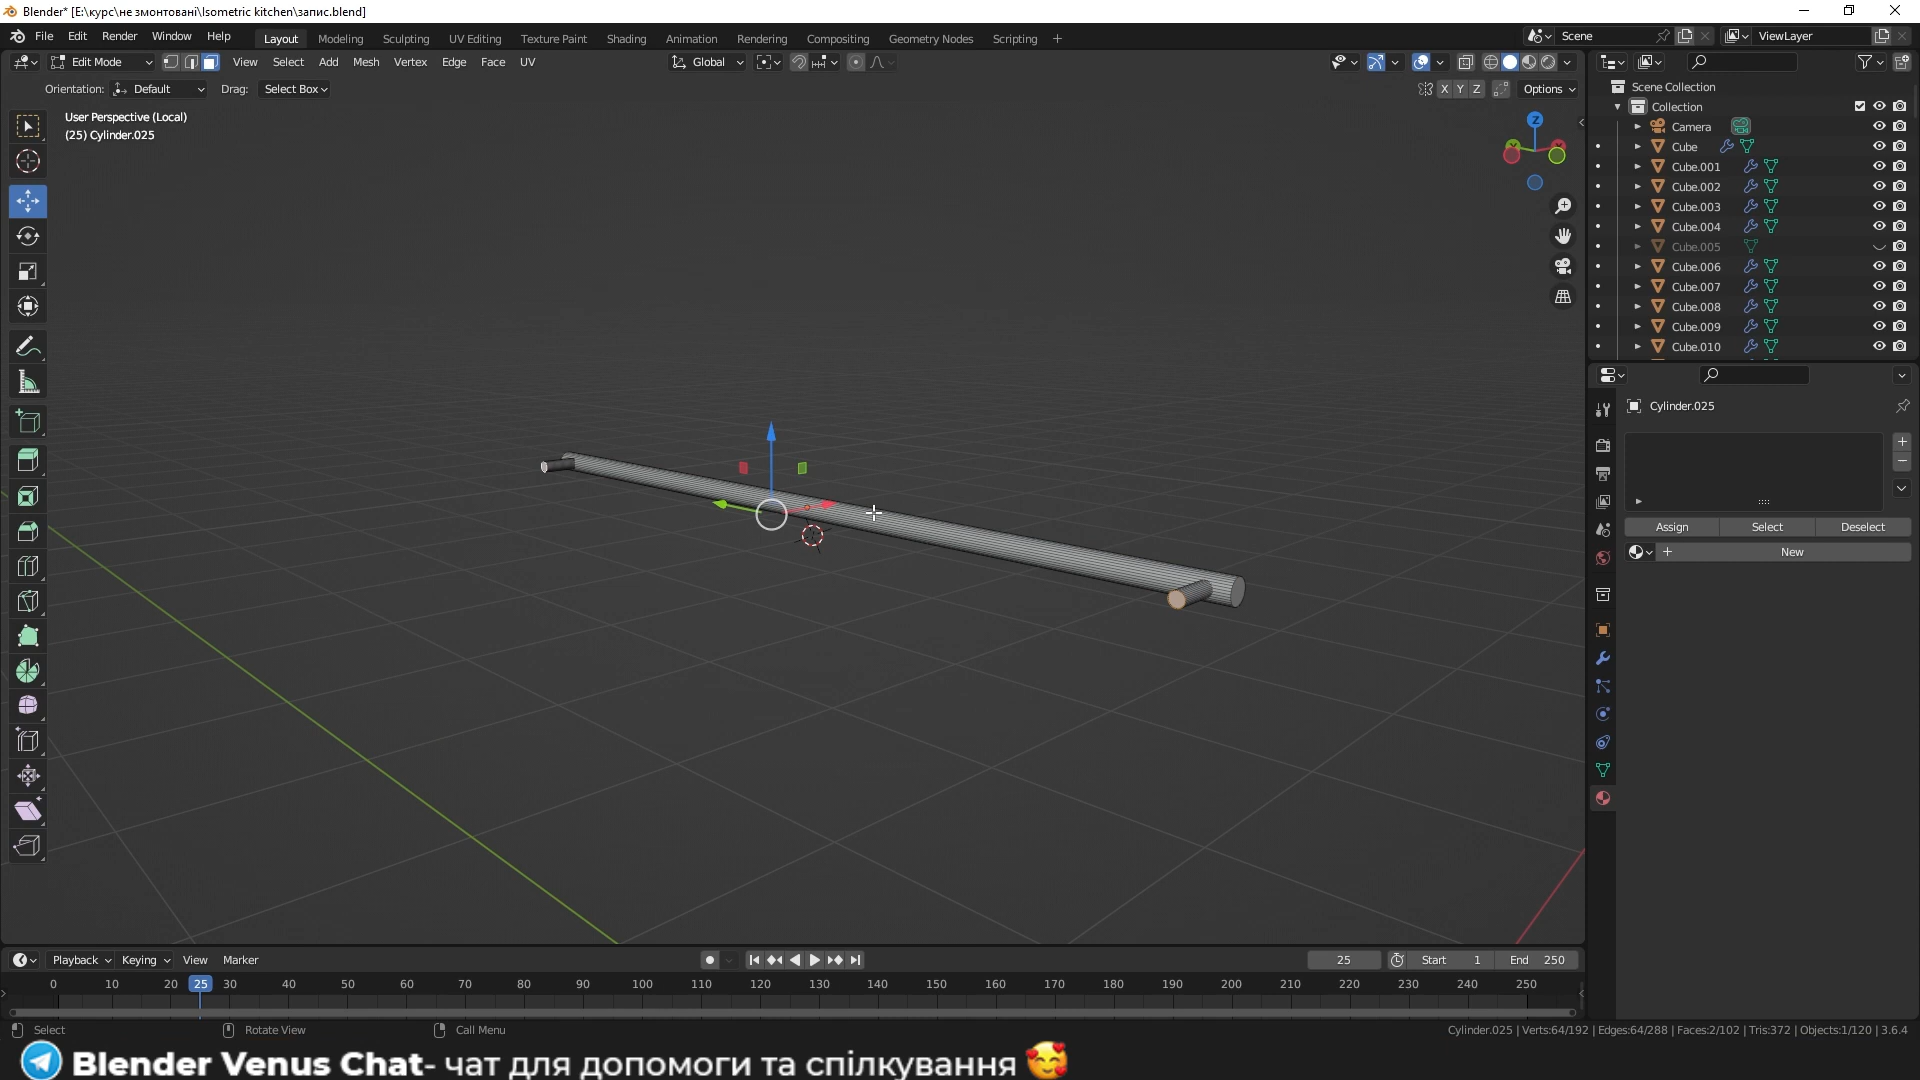 Blender* [E:\курс\не змонтовані\Isometric kitchen\запис.blend]
File Edit Render Window Help Layout Modeling Sculpting UV Editing Texture Paint Shading Animation Rendering Compositing Geometry Nodes Scripting + Scene ViewLayer
Edit Mode View Select Add Mesh Vertex Edge Face UV Global
Orientation: Default Drag: Select Box X Y Z Options
User Perspective (Local)
(25) Cylinder.025
Z
Scene Collection
Collection
Camera
Cube
Cube.001
Cube.002
Cube.003
Cube.004
Cube.005
Cube.006
Cube.007
Cube.008
Cube.009
Cube.010
Cylinder.025
Assign Select Deselect
New
Playback Keying View Marker 25 Start 1 End 250
0 10 20 25 30 40 50 60 70 80 90 100 110 120 130 140 150 160 170 180 190 200 210 220 230 240 250
Select Rotate View Call Menu Cylinder.025 | Verts:64/192 | Edges:64/288 | Faces:2/102 | Tris:372 | Objects:1/120 | 3.6.4
Blender Venus Chat- чат для допомоги та спілкування 🥰